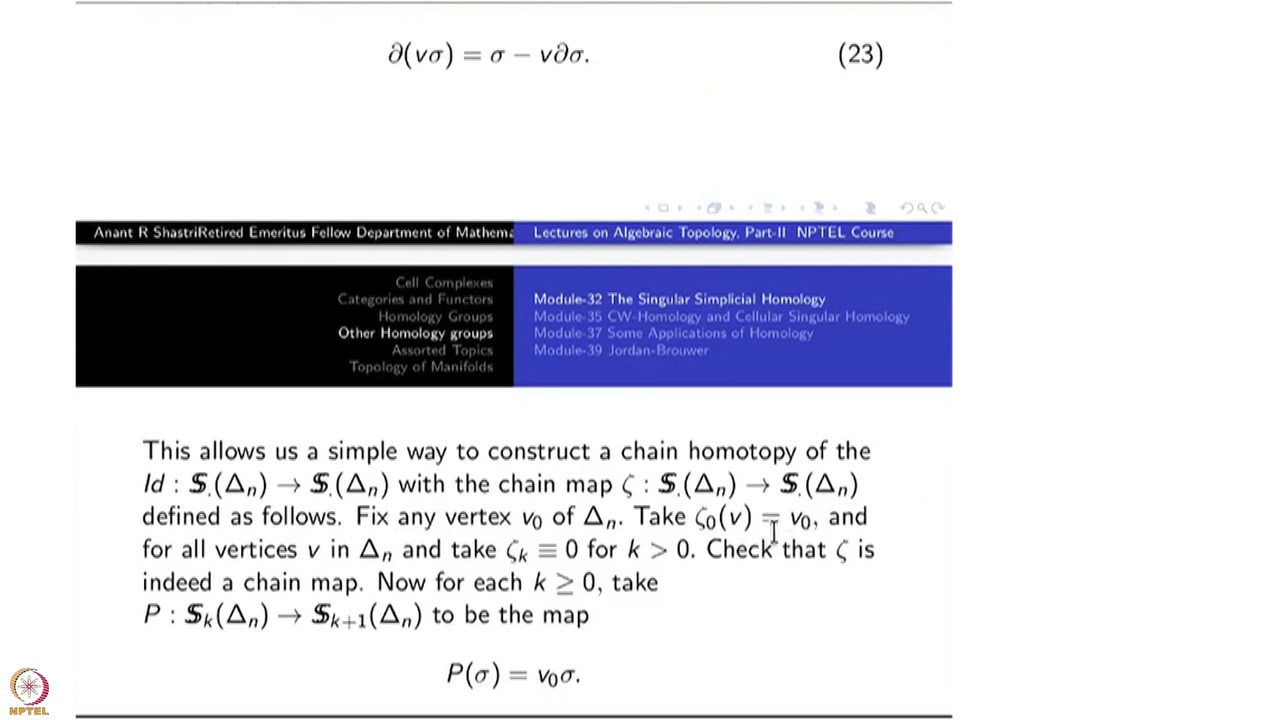 ∂(vσ) = σ − v∂σ. (23)
Anant R ShastriRetired Emeritus Fellow Department of Mathema Lectures on Algebraic Topology, Part-II NPTEL Course
Cell Complexes
Categories and Functors
Homology Groups
Other Homology groups
Assorted Topics
Topology of Manifolds
Module-32 The Singular Simplicial Homology
Module-35 CW-Homology and Cellular Singular Homology
Module-37 Some Applications of Homology
Module-39 Jordan-Brouwer
This allows us a simple way to construct a chain homotopy of the
Id : 𝕊.(Δₙ) → 𝕊.(Δₙ) with the chain map ζ : 𝕊.(Δₙ) → 𝕊.(Δₙ)
defined as follows. Fix any vertex v₀ of Δₙ. Take ζ₀(v) = v₀, and
for all vertices v in Δₙ and take ζₖ ≡ 0 for k > 0. Check that ζ is
indeed a chain map. Now for each k ≥ 0, take
P : 𝕊ₖ(Δₙ) → 𝕊ₖ₊₁(Δₙ) to be the map
P(σ) = v₀σ.
NPTEL